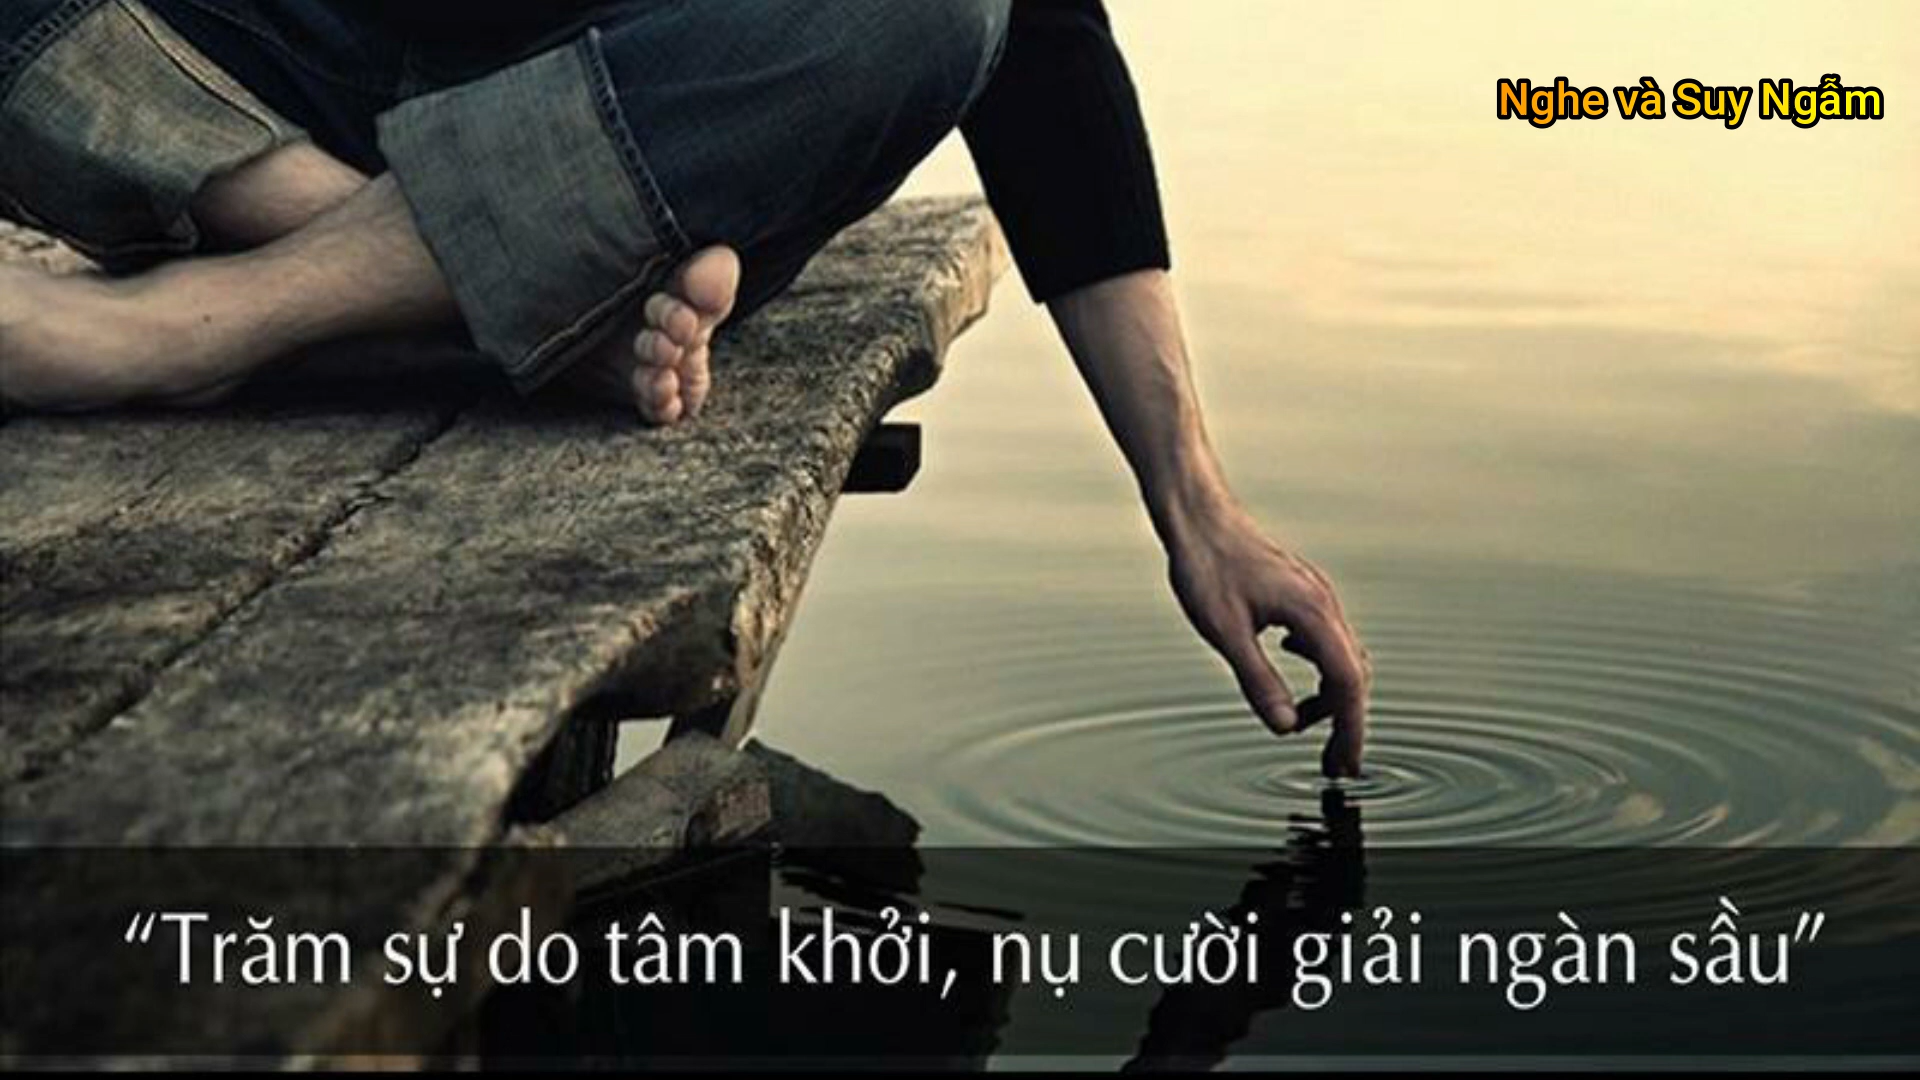 Nghe và Suy Ngẫm
“Trăm sự do tâm khởi, nụ cười giải ngàn sầu”